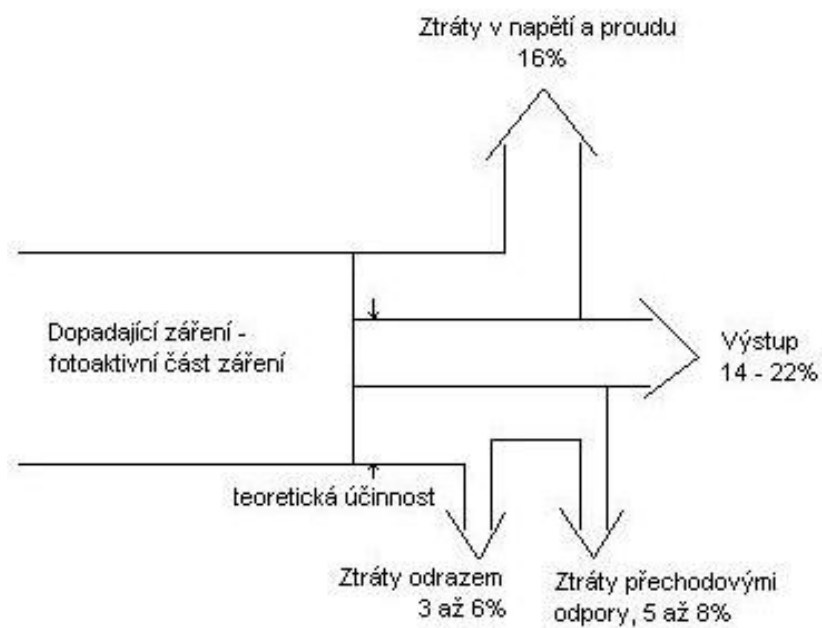 Ztráty v napětí a proudu
16%
Dopadající záření -
fotoaktivní část záření
Výstup
14 - 22%
teoretická účinnost
Ztráty odrazem
3 až 6%
Ztráty přechodovými
odpory, 5 až 8%